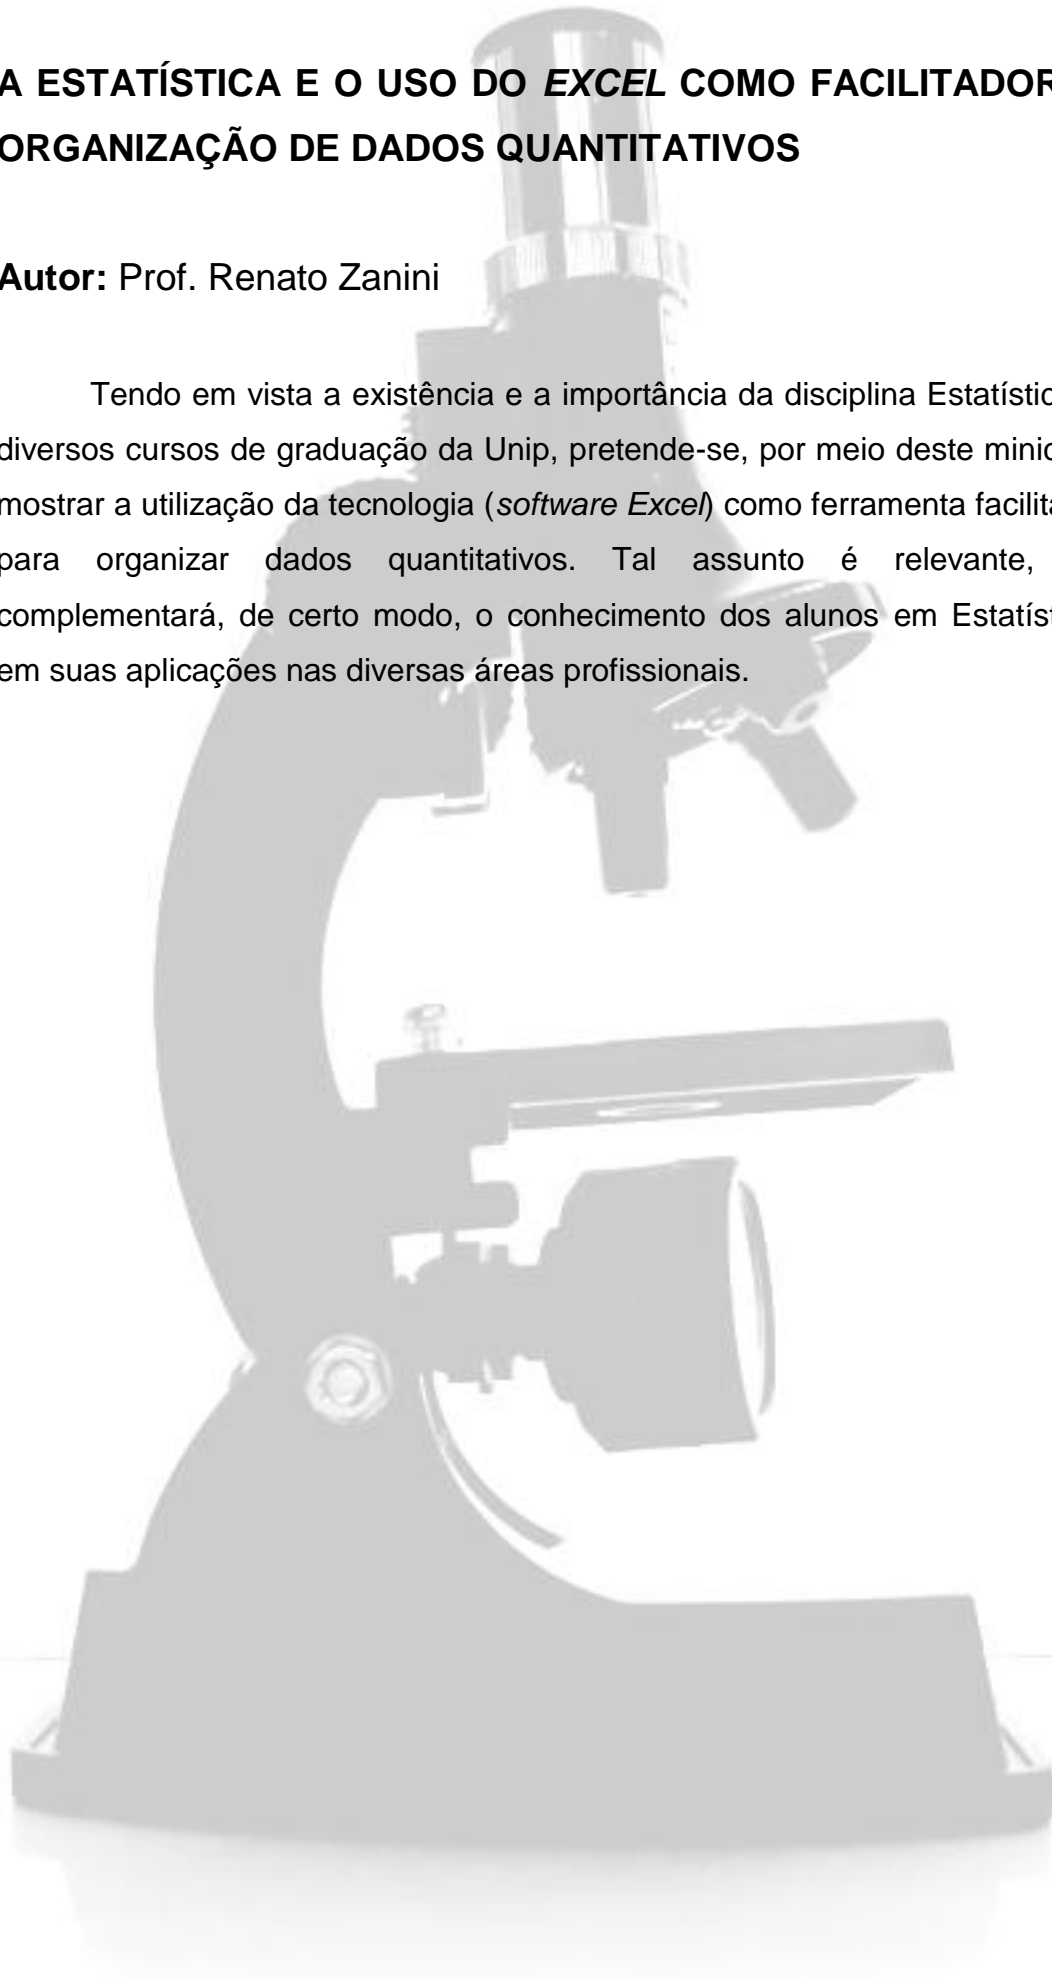 A ESTATÍSTICA E O USO DO EXCEL COMO FACILITADOR
ORGANIZAÇÃO DE DADOS QUANTITATIVOS
Autor: Prof. Renato Zanini
Tendo em vista a existência e a importância da disciplina Estatístic
diversos cursos de graduação da Unip, pretende-se, por meio deste minic
mostrar a utilização da tecnologia (software Excel) como ferramenta facilita
para organizar dados quantitativos. Tal assunto é relevante,
complementará, de certo modo, o conhecimento dos alunos em Estatíst
em suas aplicações nas diversas áreas profissionais.